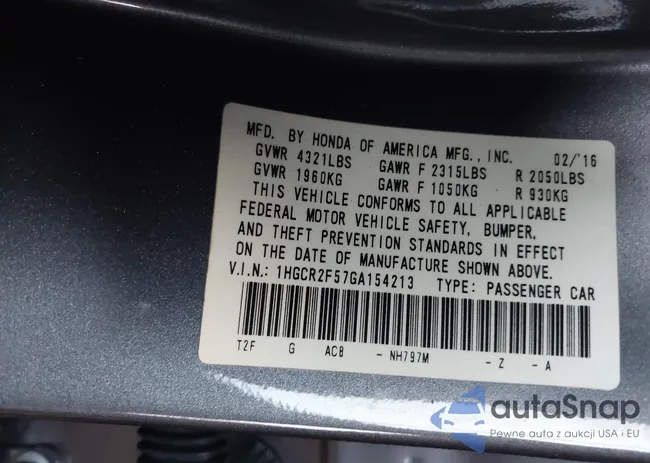 MFD. BY HONDA OF AMERICA MFG., INC. 02/'16
GVWR 4321LBS GAWR F 2315LBS R 2050LBS
GVWR 1960KG GAWR F 1050KG R 930KG
THIS VEHICLE CONFORMS TO ALL APPLICABLE
FEDERAL MOTOR VEHICLE SAFETY, BUMPER,
AND THEFT PREVENTION STANDARDS IN EFFECT
ON THE DATE OF MANUFACTURE SHOWN ABOVE.
V.I.N.: 1HGCR2F57GA154213 TYPE: PASSENGER CAR
T2F G AC8 - NH797M - Z - A
autaSnap
Pewne auta z aukcji USA i EU